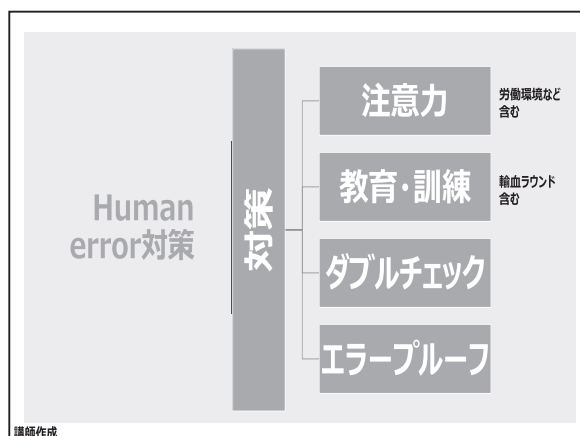 Human
error対策
対策
注意力
労働環境など
含む
教育・訓練
輸血ラウンド
含む
ダブルチェック
エラープルーフ
講師作成